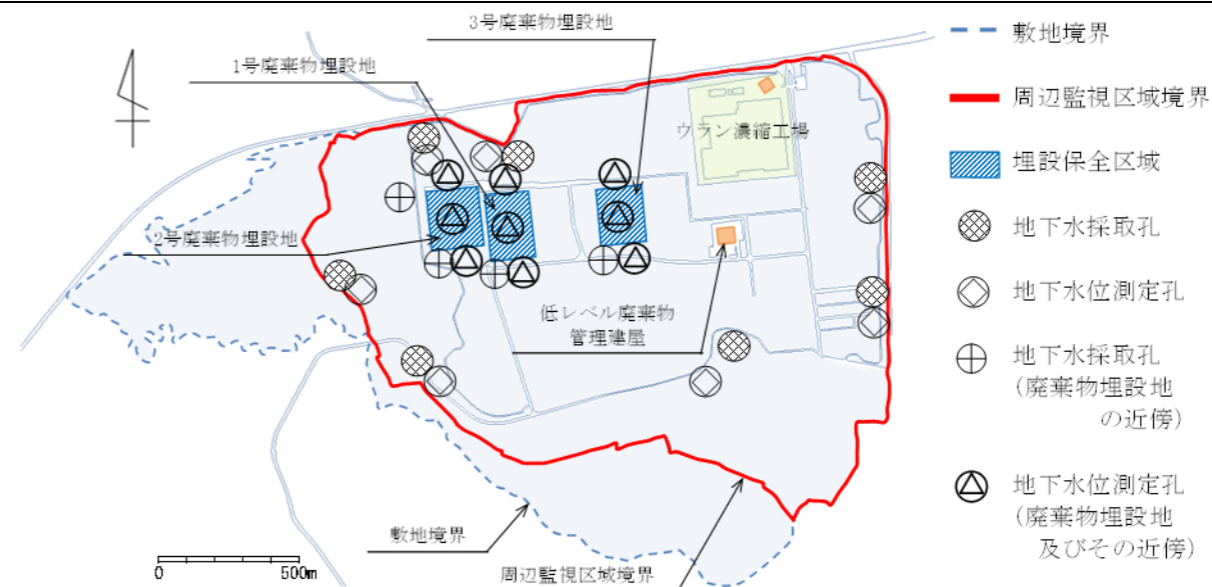 3号廃棄物埋設地
1号廃棄物埋設地
ウラン濃縮工場
2号廃棄物埋設地
低レベル廃棄物
管理建屋
敷地境界
周辺監視区域境界
0
500m
敷地境界
周辺監視区域境界
埋設保全区域
地下水採取孔
地下水位測定孔
地下水採取孔
(廃棄物埋設地
の近傍)
地下水位測定孔
(廃棄物埋設地
及びその近傍)